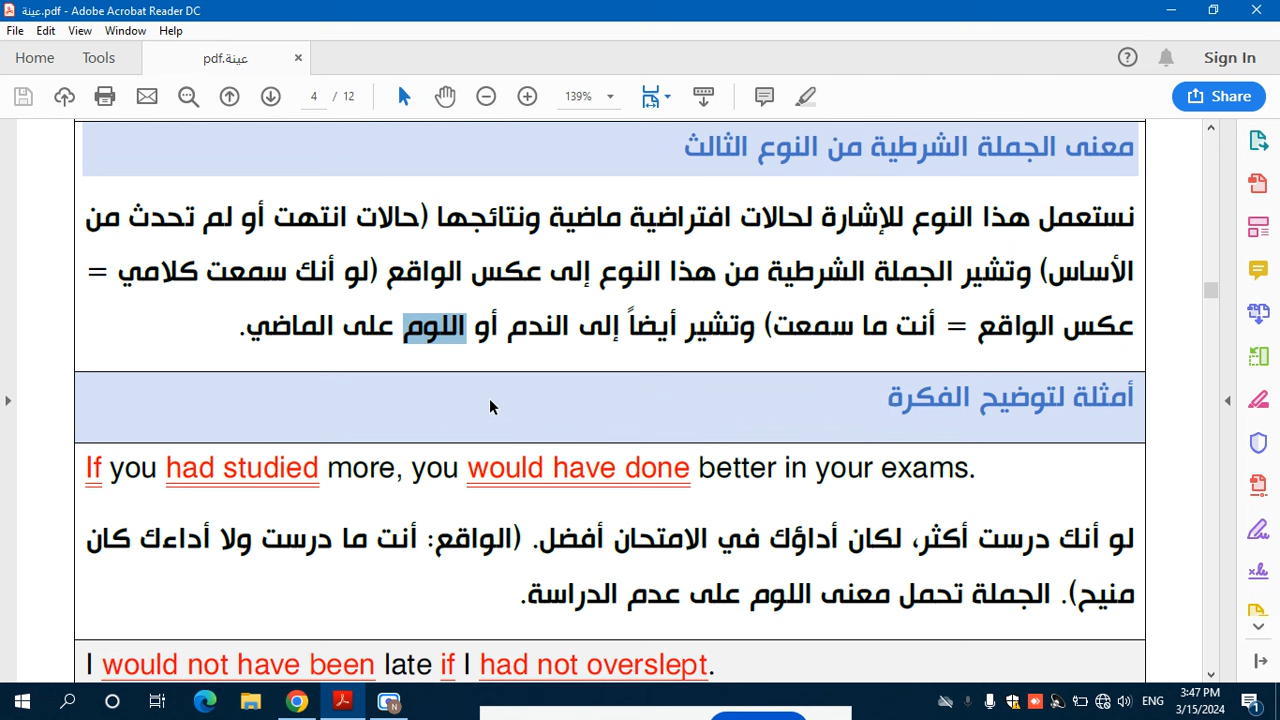 عينة.pdf - Adobe Acrobat Reader DC
File Edit View Window Help
Home Tools عينة.pdf Sign In
4 / 12 139% Share
معنى الجملة الشرطية من النوع الثالث
نستعمل هذا النوع للإشارة لحالات افتراضية ماضية ونتائجها (حالات انتهت أو لم تحدث من
الأساس) وتشير الجملة الشرطية من هذا النوع إلى عكس الواقع (لو أنك سمعت كلامي =
عكس الواقع = أنت ما سمعت) وتشير أيضاً إلى الندم أو اللوم على الماضي.
أمثلة لتوضيح الفكرة
If you had studied more, you would have done better in your exams.
لو أنك درست أكثر، لكان أداؤك في الامتحان أفضل. (الواقع: أنت ما درست ولا أداءك كان
منيح). الجملة تحمل معنى اللوم على عدم الدراسة.
I would not have been late if I had not overslept.
ENG 3:47 PM
3/15/2024